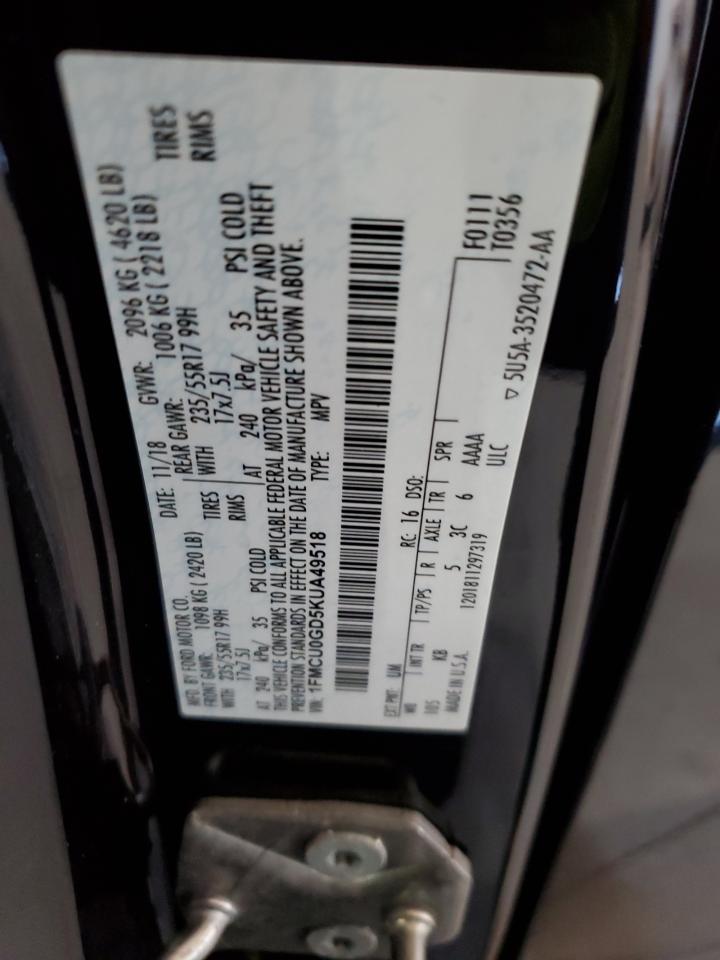 MFD. BY FORD MOTOR CO.
DATE: 11/18 GVWR: 2096 KG ( 4620 LB)
FRONT GAWR: 1098 KG ( 2420 LB) REAR GAWR: 1006 KG ( 2218 LB)
WITH 235/55R17 99H TIRES WITH 235/55R17 99H TIRES
17x7.5J RIMS 17x7.5J RIMS
AT 240 kPa/ 35 PSI COLD AT 240 kPa/ 35 PSI COLD
THIS VEHICLE CONFORMS TO ALL APPLICABLE FEDERAL MOTOR VEHICLE SAFETY AND THEFT
PREVENTION STANDARDS IN EFFECT ON THE DATE OF MANUFACTURE SHOWN ABOVE.
VIN: 1FMCU0GD5KUA49518 TYPE: MPV
F0111
T0356
EXT PNT: UM RC: 16 DSO:
WB INT TR TP/PS R AXLE TR SPR
105 KB 5 3C 6 AAAA
MADE IN U.S.A. 1201811297319 ULC
▽ 5U5A-3520472-AA